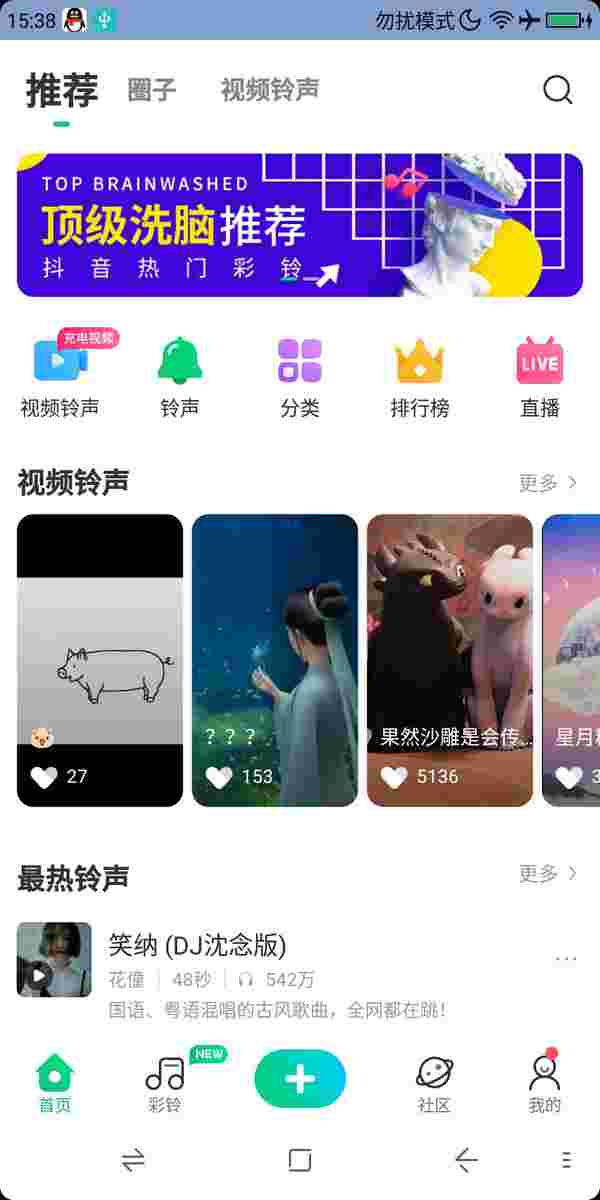 15:38 勿扰模式
推荐 圈子 视频铃声
TOP BRAINWASHED
顶级洗脑推荐
抖音热门彩铃
充电视频
LIVE
视频铃声 铃声 分类 排行榜 直播
视频铃声 更多
？？？ 果然沙雕是会传... 星月
27 153 5136 3
最热铃声 更多
笑纳 (DJ沈念版)
花僮 48秒 542万
国语、粤语混唱的古风歌曲，全网都在跳！
NEW
首页 彩铃 社区 我的